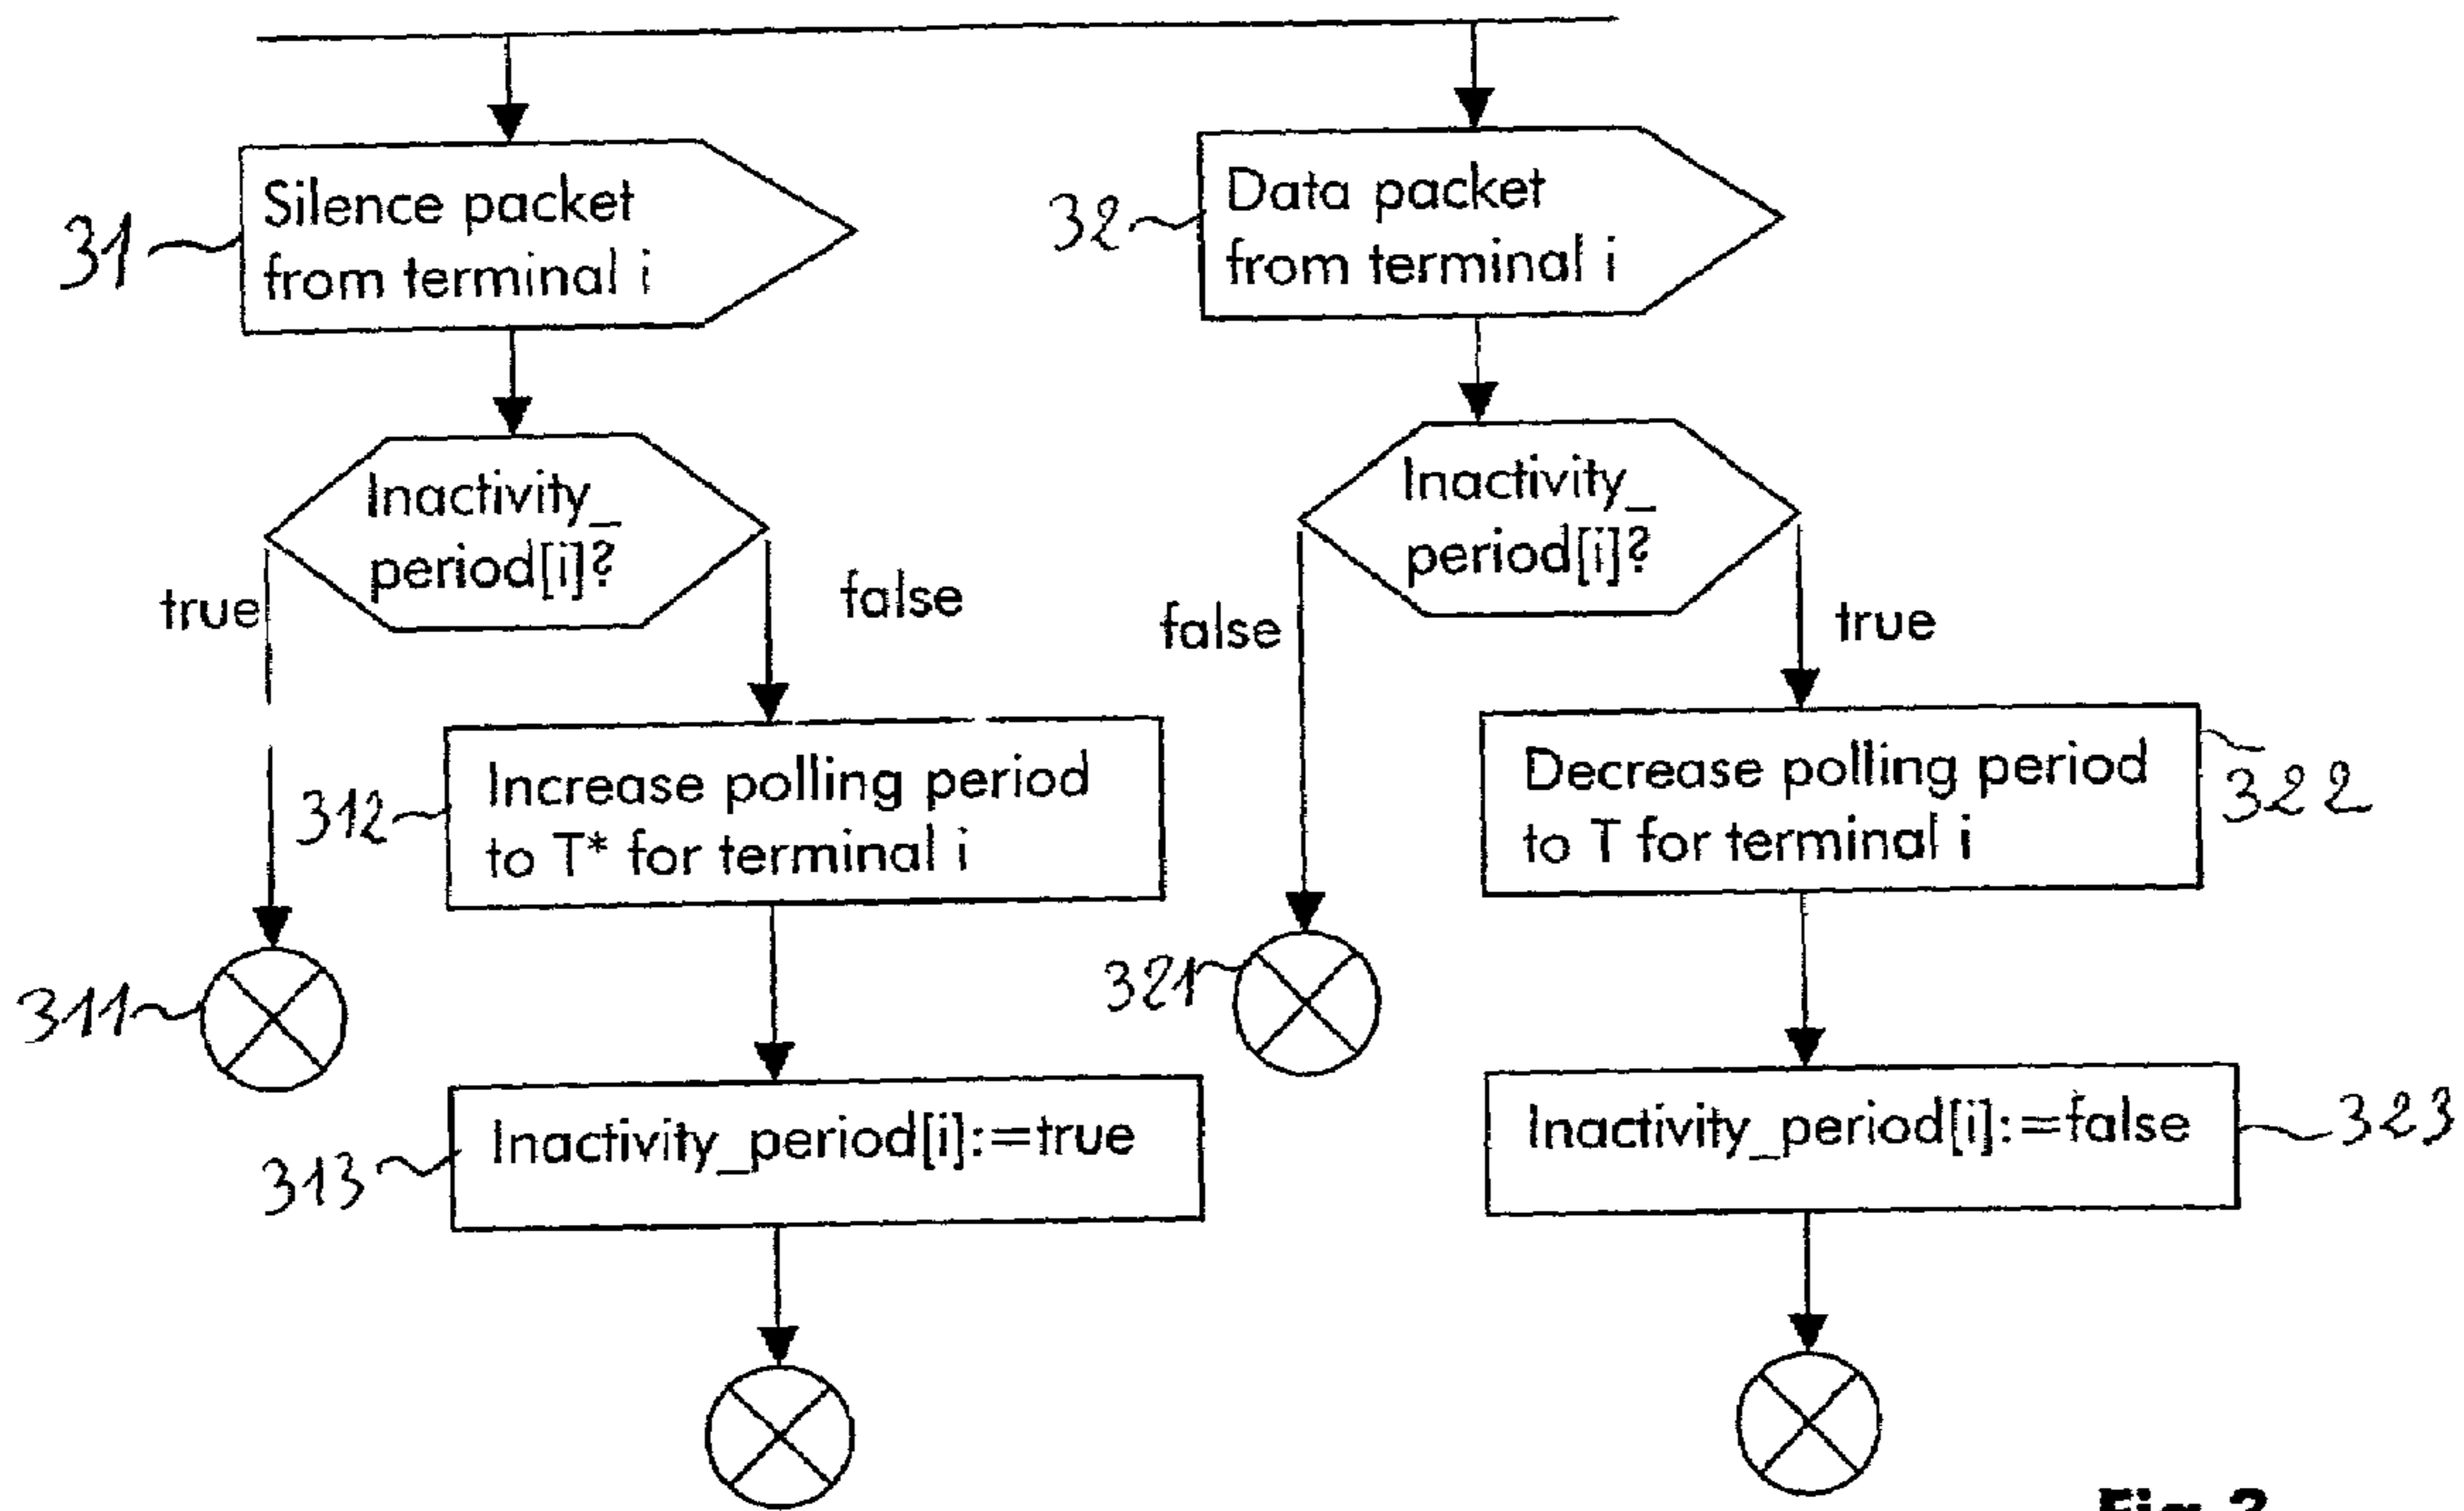 31
Silence packet
from terminal i
32
Data packet
from terminal i
Inactivity_
period[i]?
true
false
Inactivity_
period[i]?
false
true
312
Increase polling period
to T* for terminal i
Decrease polling period
to T for terminal i
322
311
321
313
Inactivity_period[i]:=true
Inactivity_period[i]:=false
323